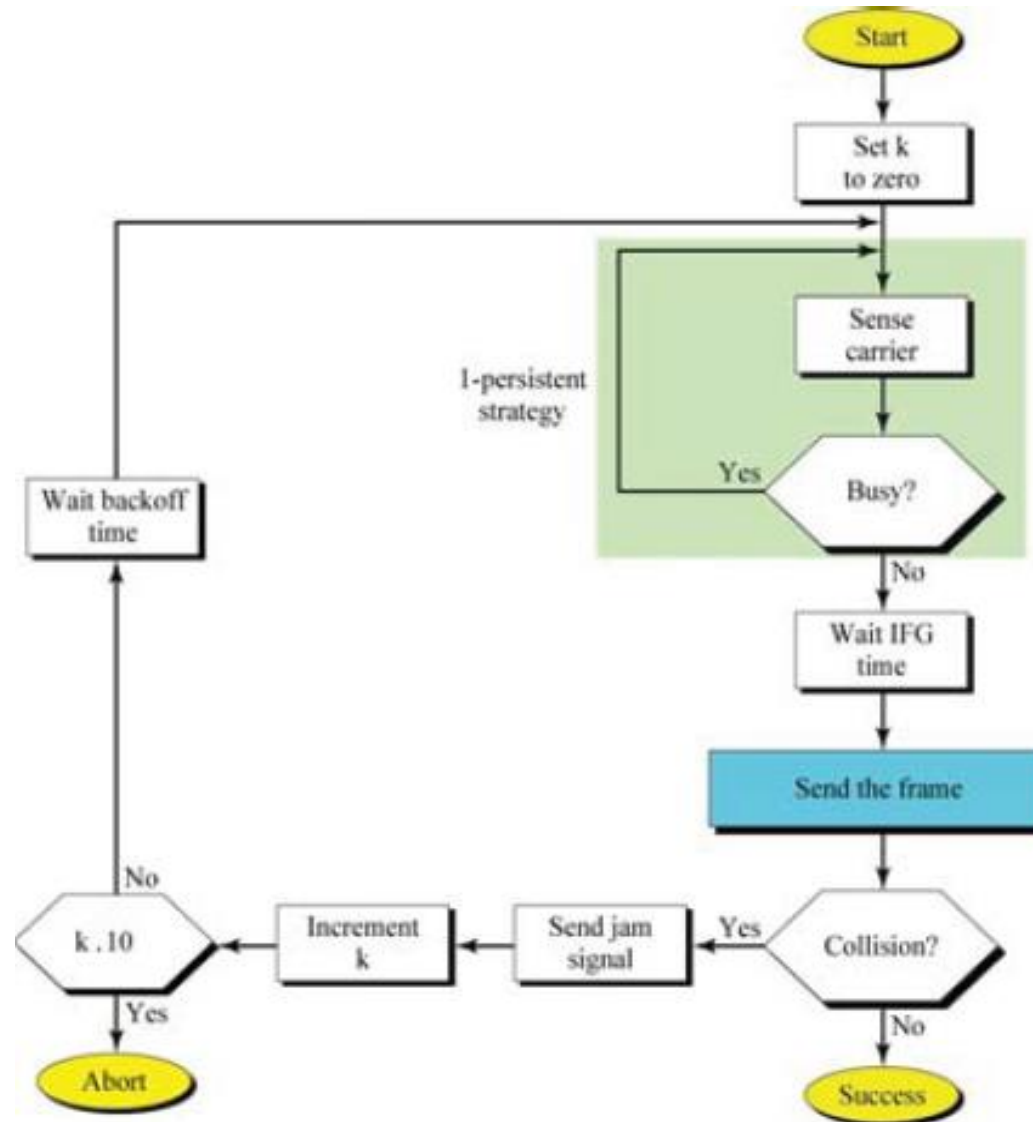 Start
Set k
to zero
Sense
carrier
1-persistent
strategy
Yes
Busy?
Wait backoff
time
No
Wait IFG
time
Send the frame
No
k . 10
Increment
k
Send jam
signal
Yes
Collision?
Yes
No
Abort
Success